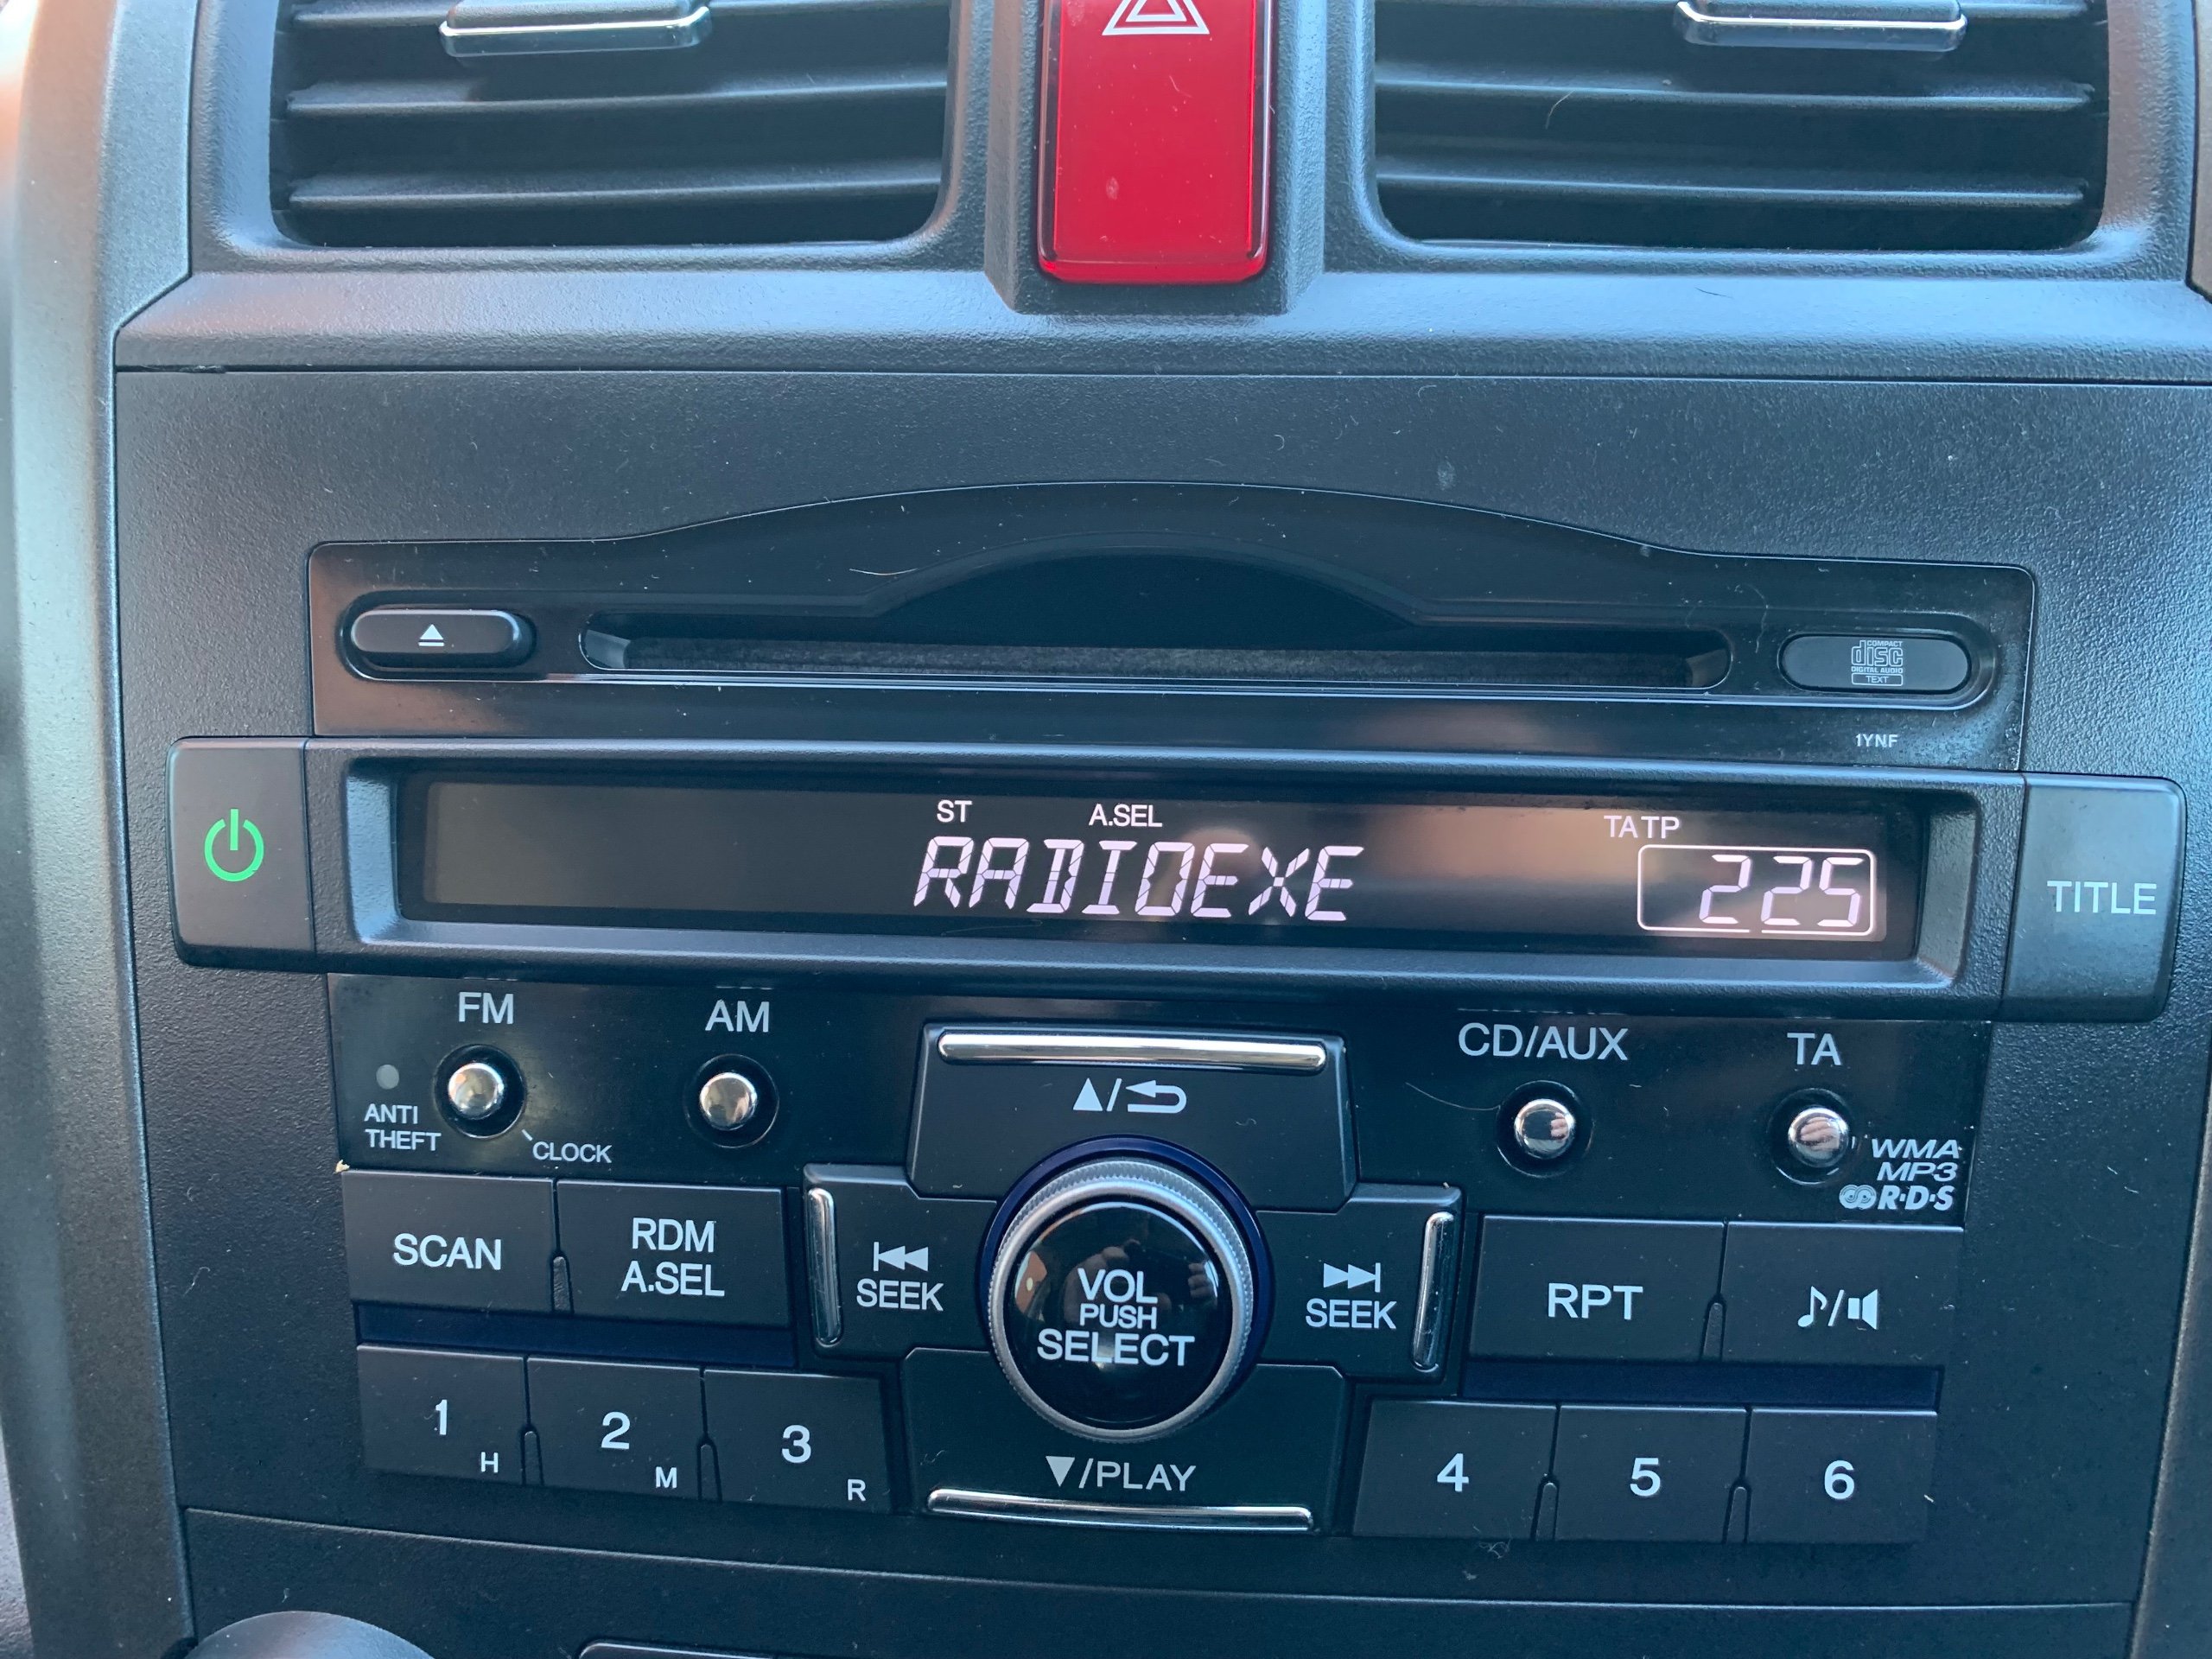 COMPACT
disc
DIGITAL AUDIO
TEXT
1YNF
ST A.SEL TA TP
RADIOEXE 225
TITLE
FM AM CD/AUX TA
ANTI
THEFT
CLOCK
WMA
MP3
R·D·S
SCAN
RDM
A.SEL
SEEK
VOL
PUSH
SELECT
SEEK
RPT
1 H
2 M
3 R
/PLAY
4 5 6